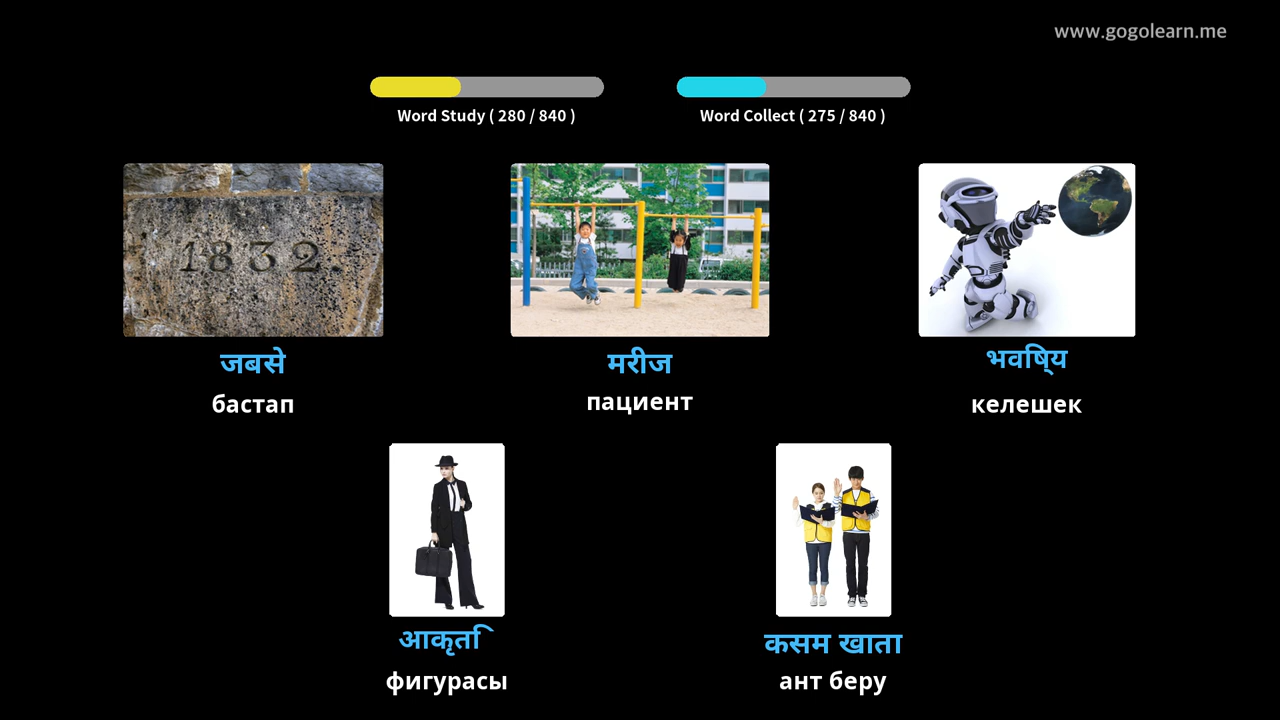 www.gogolearn.me
Word Study ( 280 / 840 )
Word Collect ( 275 / 840 )
1832.
जबसे
मरीज
भविष्य
бастап
пациент
келешек
आकृति
कसम खाता
фигурасы
ант беру